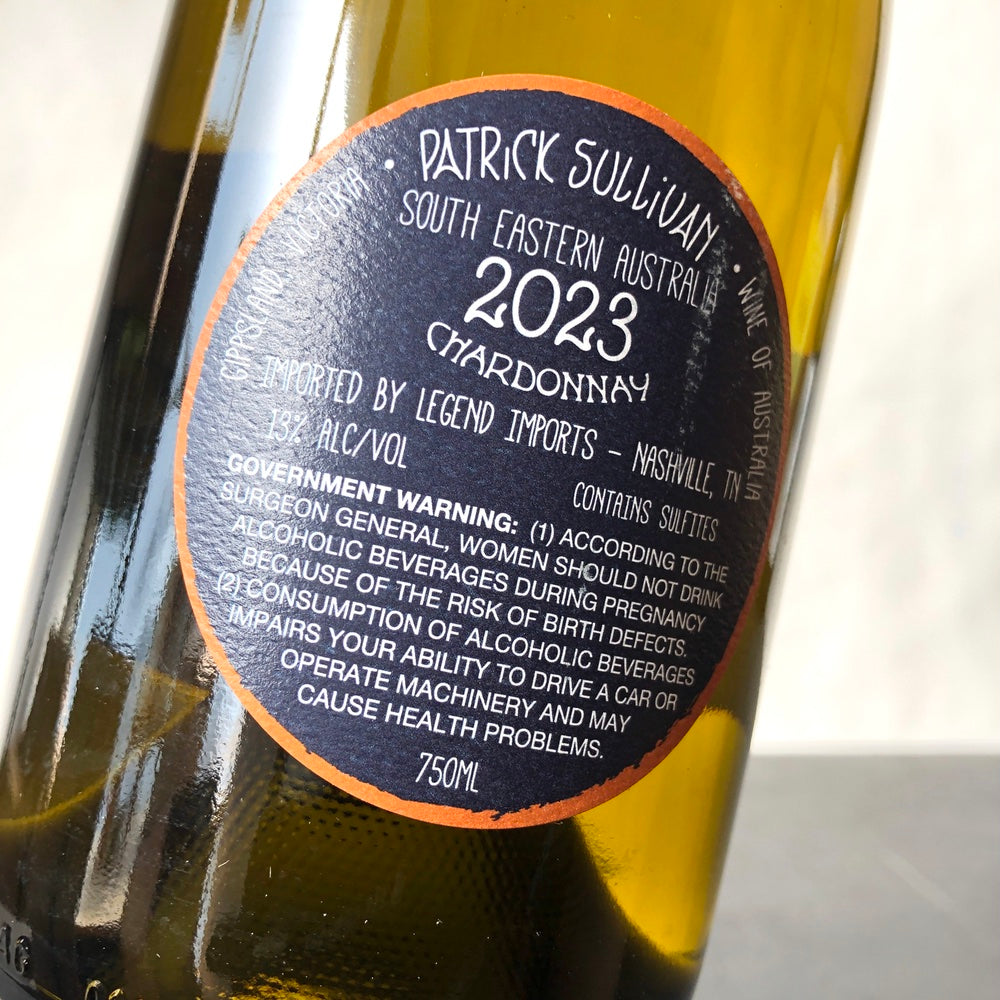 PATRiCK SULLiVAN
GIPPSLAND VICTORIA
WINE OF AUSTRALIA
SOUTH EASTERN AUSTRALIA
2023
CHARDONNAY
IMPORTED BY LEGEND IMPORTS - NASHVILLE, TN
13% ALC/VOL
CONTAINS SULFITES
GOVERNMENT WARNING: (1) ACCORDING TO THE
SURGEON GENERAL, WOMEN SHOULD NOT DRINK
ALCOHOLIC BEVERAGES DURING PREGNANCY
BECAUSE OF THE RISK OF BIRTH DEFECTS.
(2) CONSUMPTION OF ALCOHOLIC BEVERAGES
IMPAIRS YOUR ABILITY TO DRIVE A CAR OR
OPERATE MACHINERY AND MAY
CAUSE HEALTH PROBLEMS.
750ML